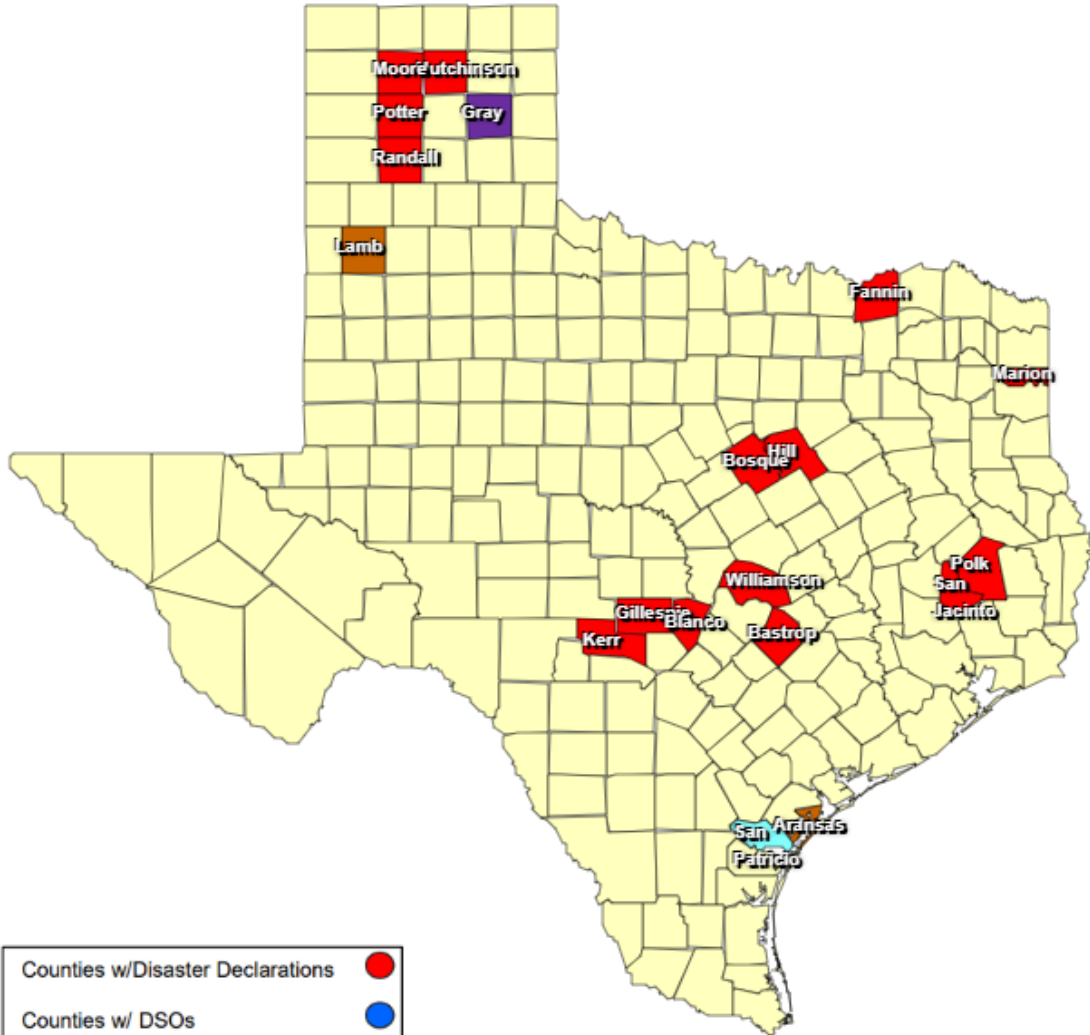 Moore
Hutchinson
Potter
Gray
Randall
Lamb
Fannin
Marion
Hill
Bosque
Polk
San
Jacinto
Williamson
Gillespie
Blanco
Kerr
Bastrop
San
Patricio
Aransas
Counties w/Disaster Declarations
Counties w/ DSOs